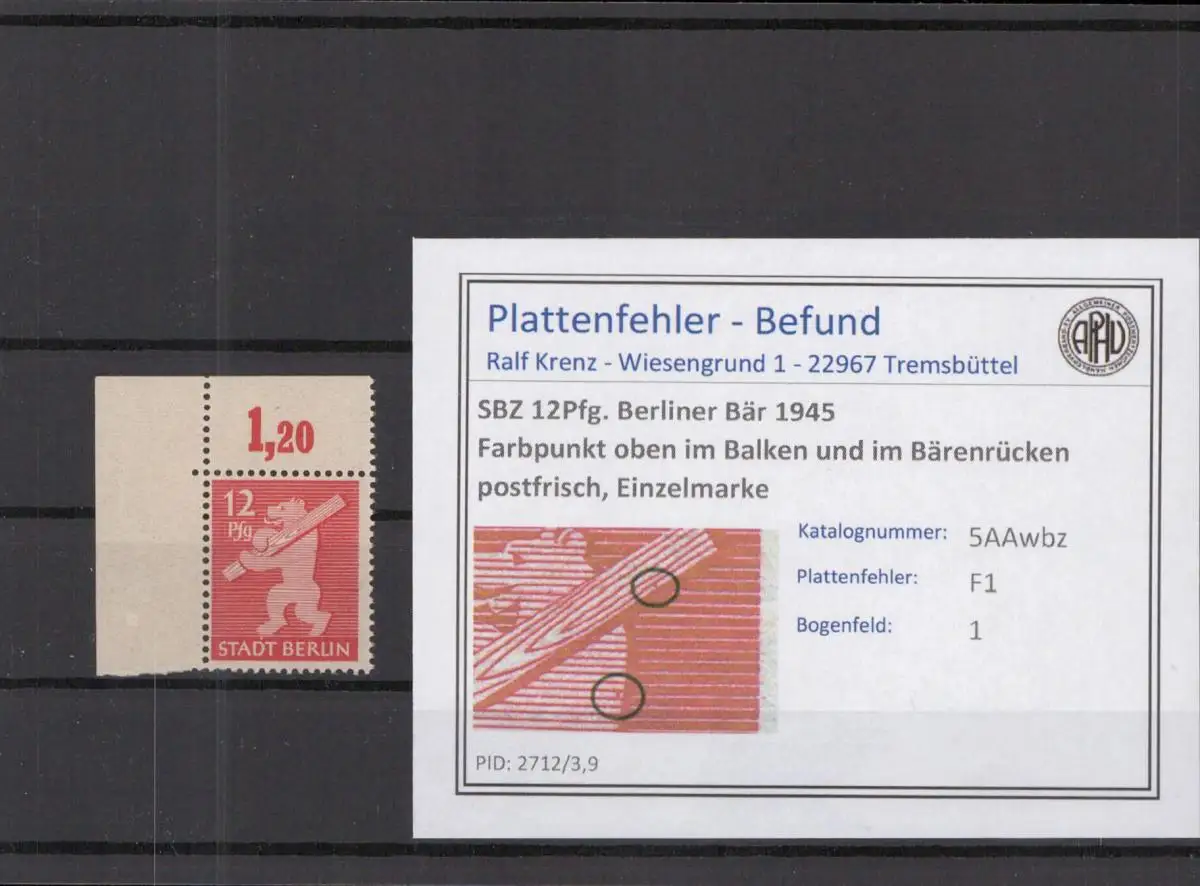 1,20
12
Pfg
STADT BERLIN
Plattenfehler - Befund
Ralf Krenz - Wiesengrund 1 - 22967 Tremsbüttel
APHV
SBZ 12Pfg. Berliner Bär 1945
Farbpunkt oben im Balken und im Bärenrücken
postfrisch, Einzelmarke
Katalognummer: 5AAwbz
Plattenfehler: F1
Bogenfeld: 1
PID: 2712/3,9